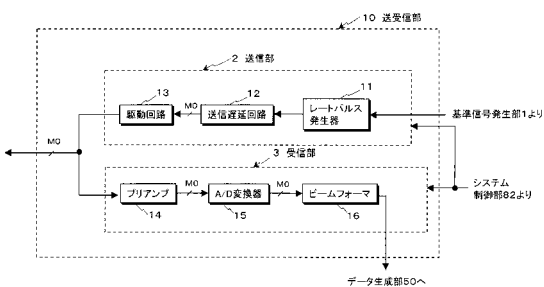 10 送受信部
2 送信部
13
M0
12
11
駆動回路
送信遅延回路
レートパルス
発生器
基準信号発生部1より
M0
3 受信部
プリアンプ
M0
A/D変換器
M0
ビームフォーマ
14
15
16
システム
制御部82より
データ生成部50へ